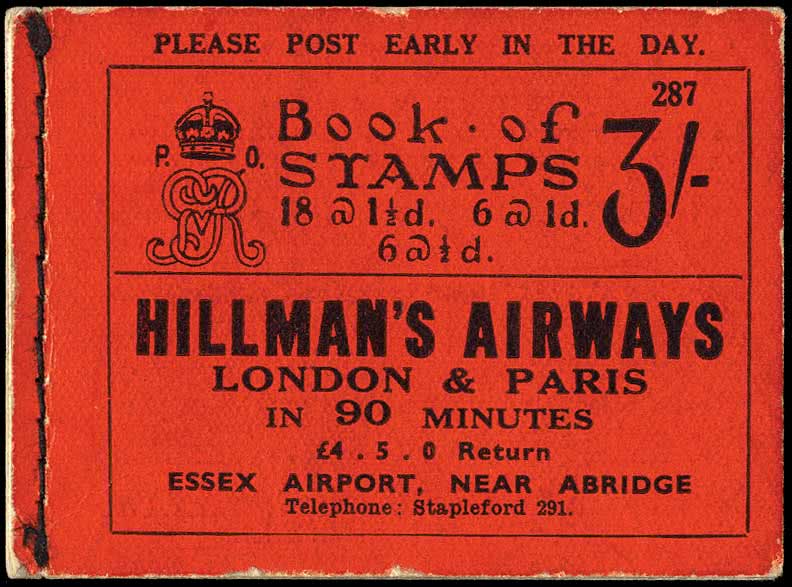 PLEASE POST EARLY IN THE DAY.
287
P. O.
GR
Book · of
STAMPS
3/-
18 @ 1½d. 6 @ 1d.
6 @ ½d.
HILLMAN'S AIRWAYS
LONDON & PARIS
IN 90 MINUTES
£4 . 5 . 0 Return
ESSEX AIRPORT, NEAR ABRIDGE
Telephone: Stapleford 291.